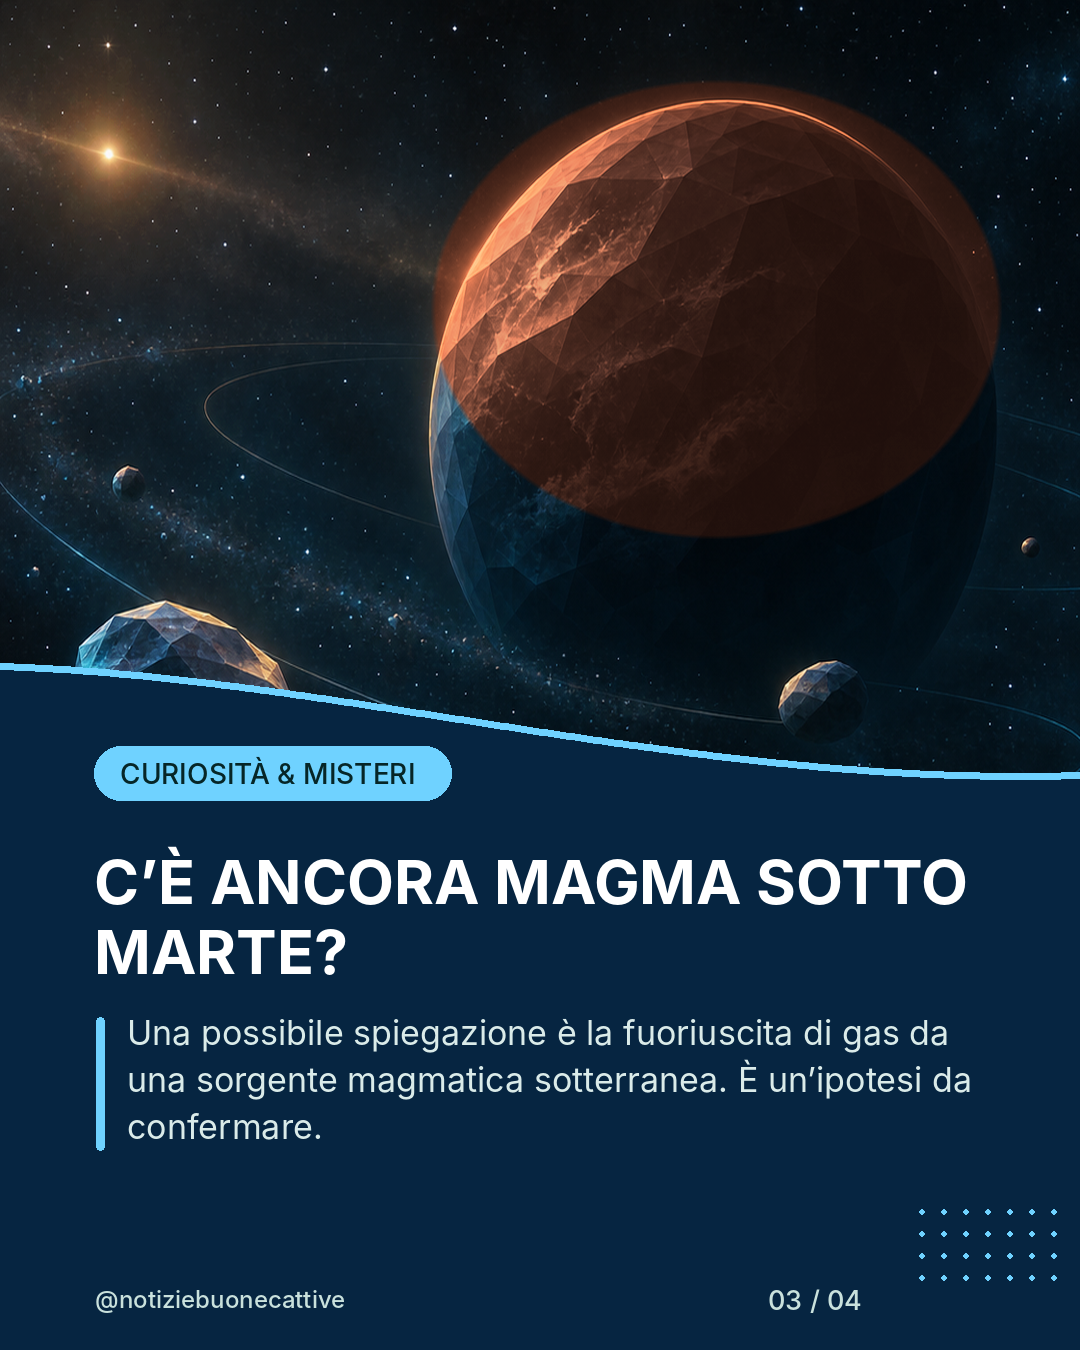 CURIOSITÀ & MISTERI
C’È ANCORA MAGMA SOTTO
MARTE?
Una possibile spiegazione è la fuoriuscita di gas da
una sorgente magmatica sotterranea. È un’ipotesi da
confermare.
@notiziebuonecattive
03 / 04